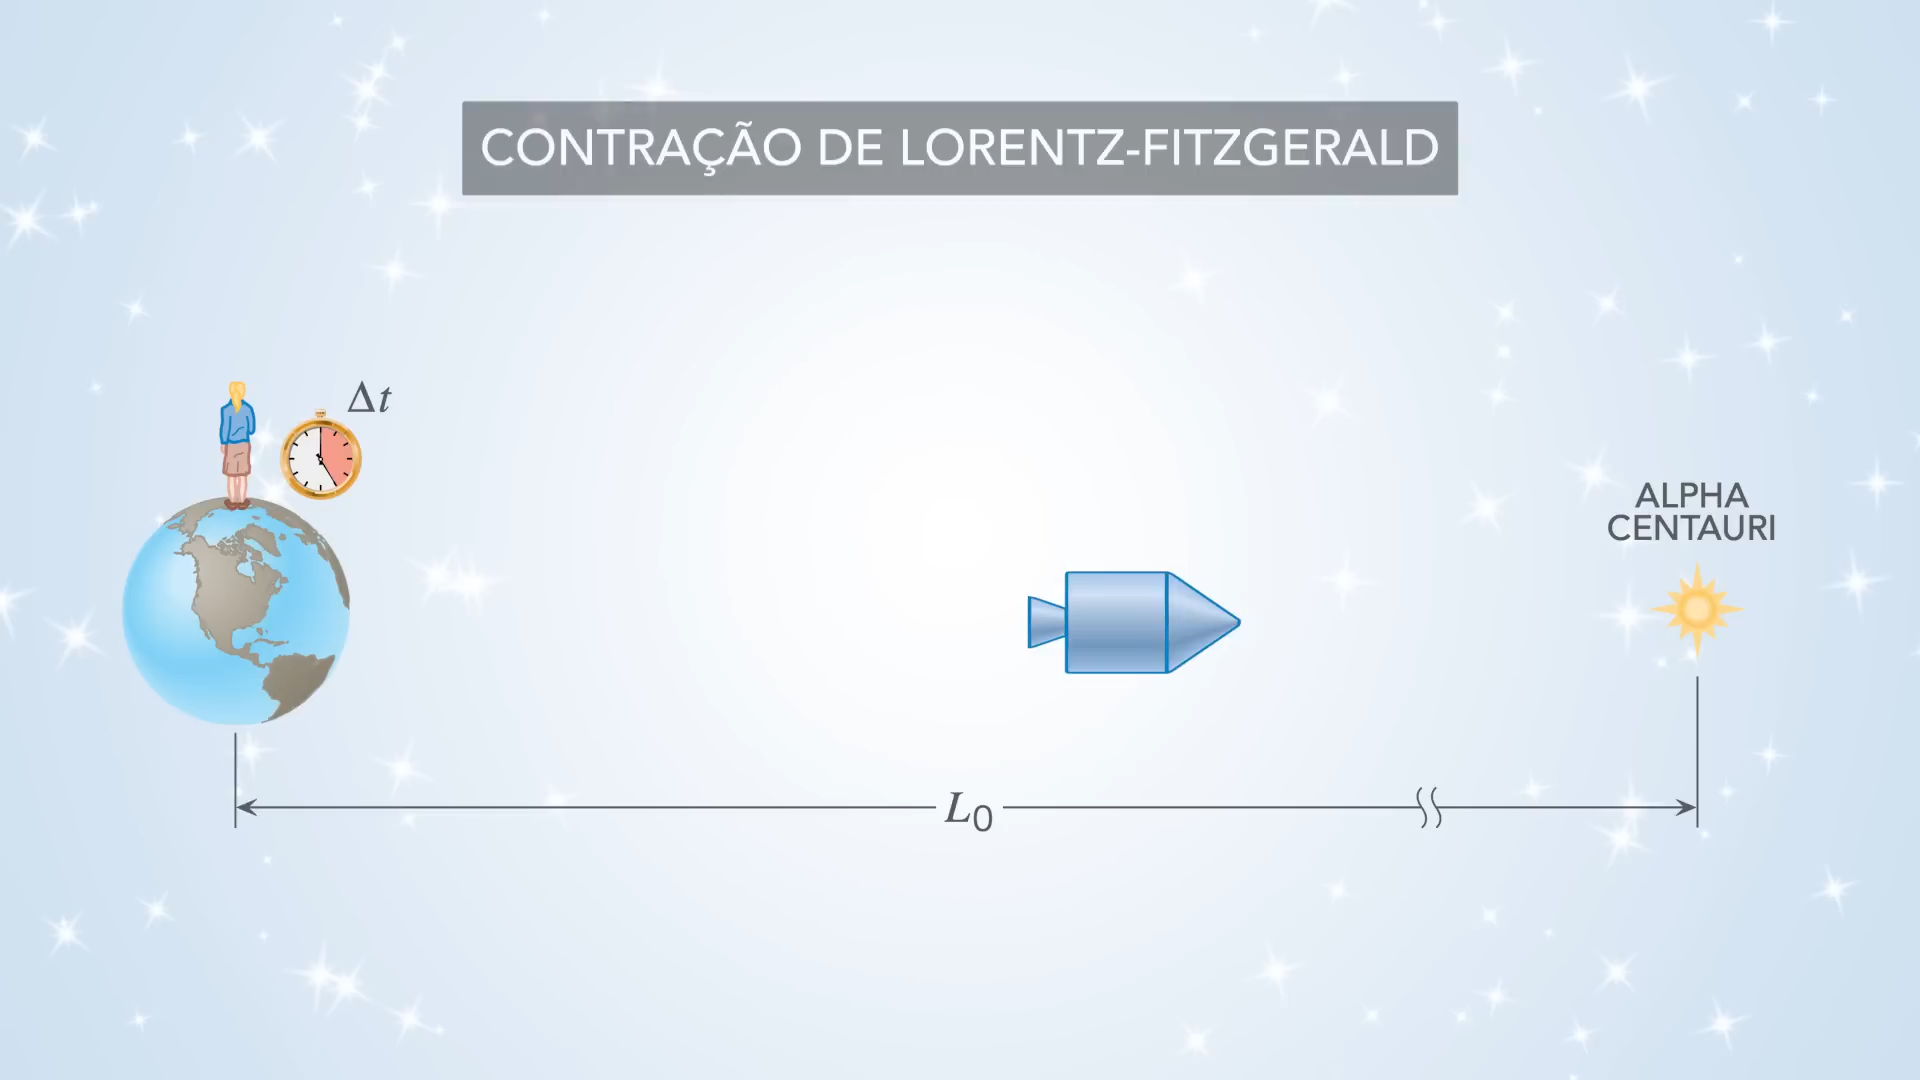 CONTRAÇÃO DE LORENTZ-FITZGERALD
Δt
ALPHA
CENTAURI
L₀